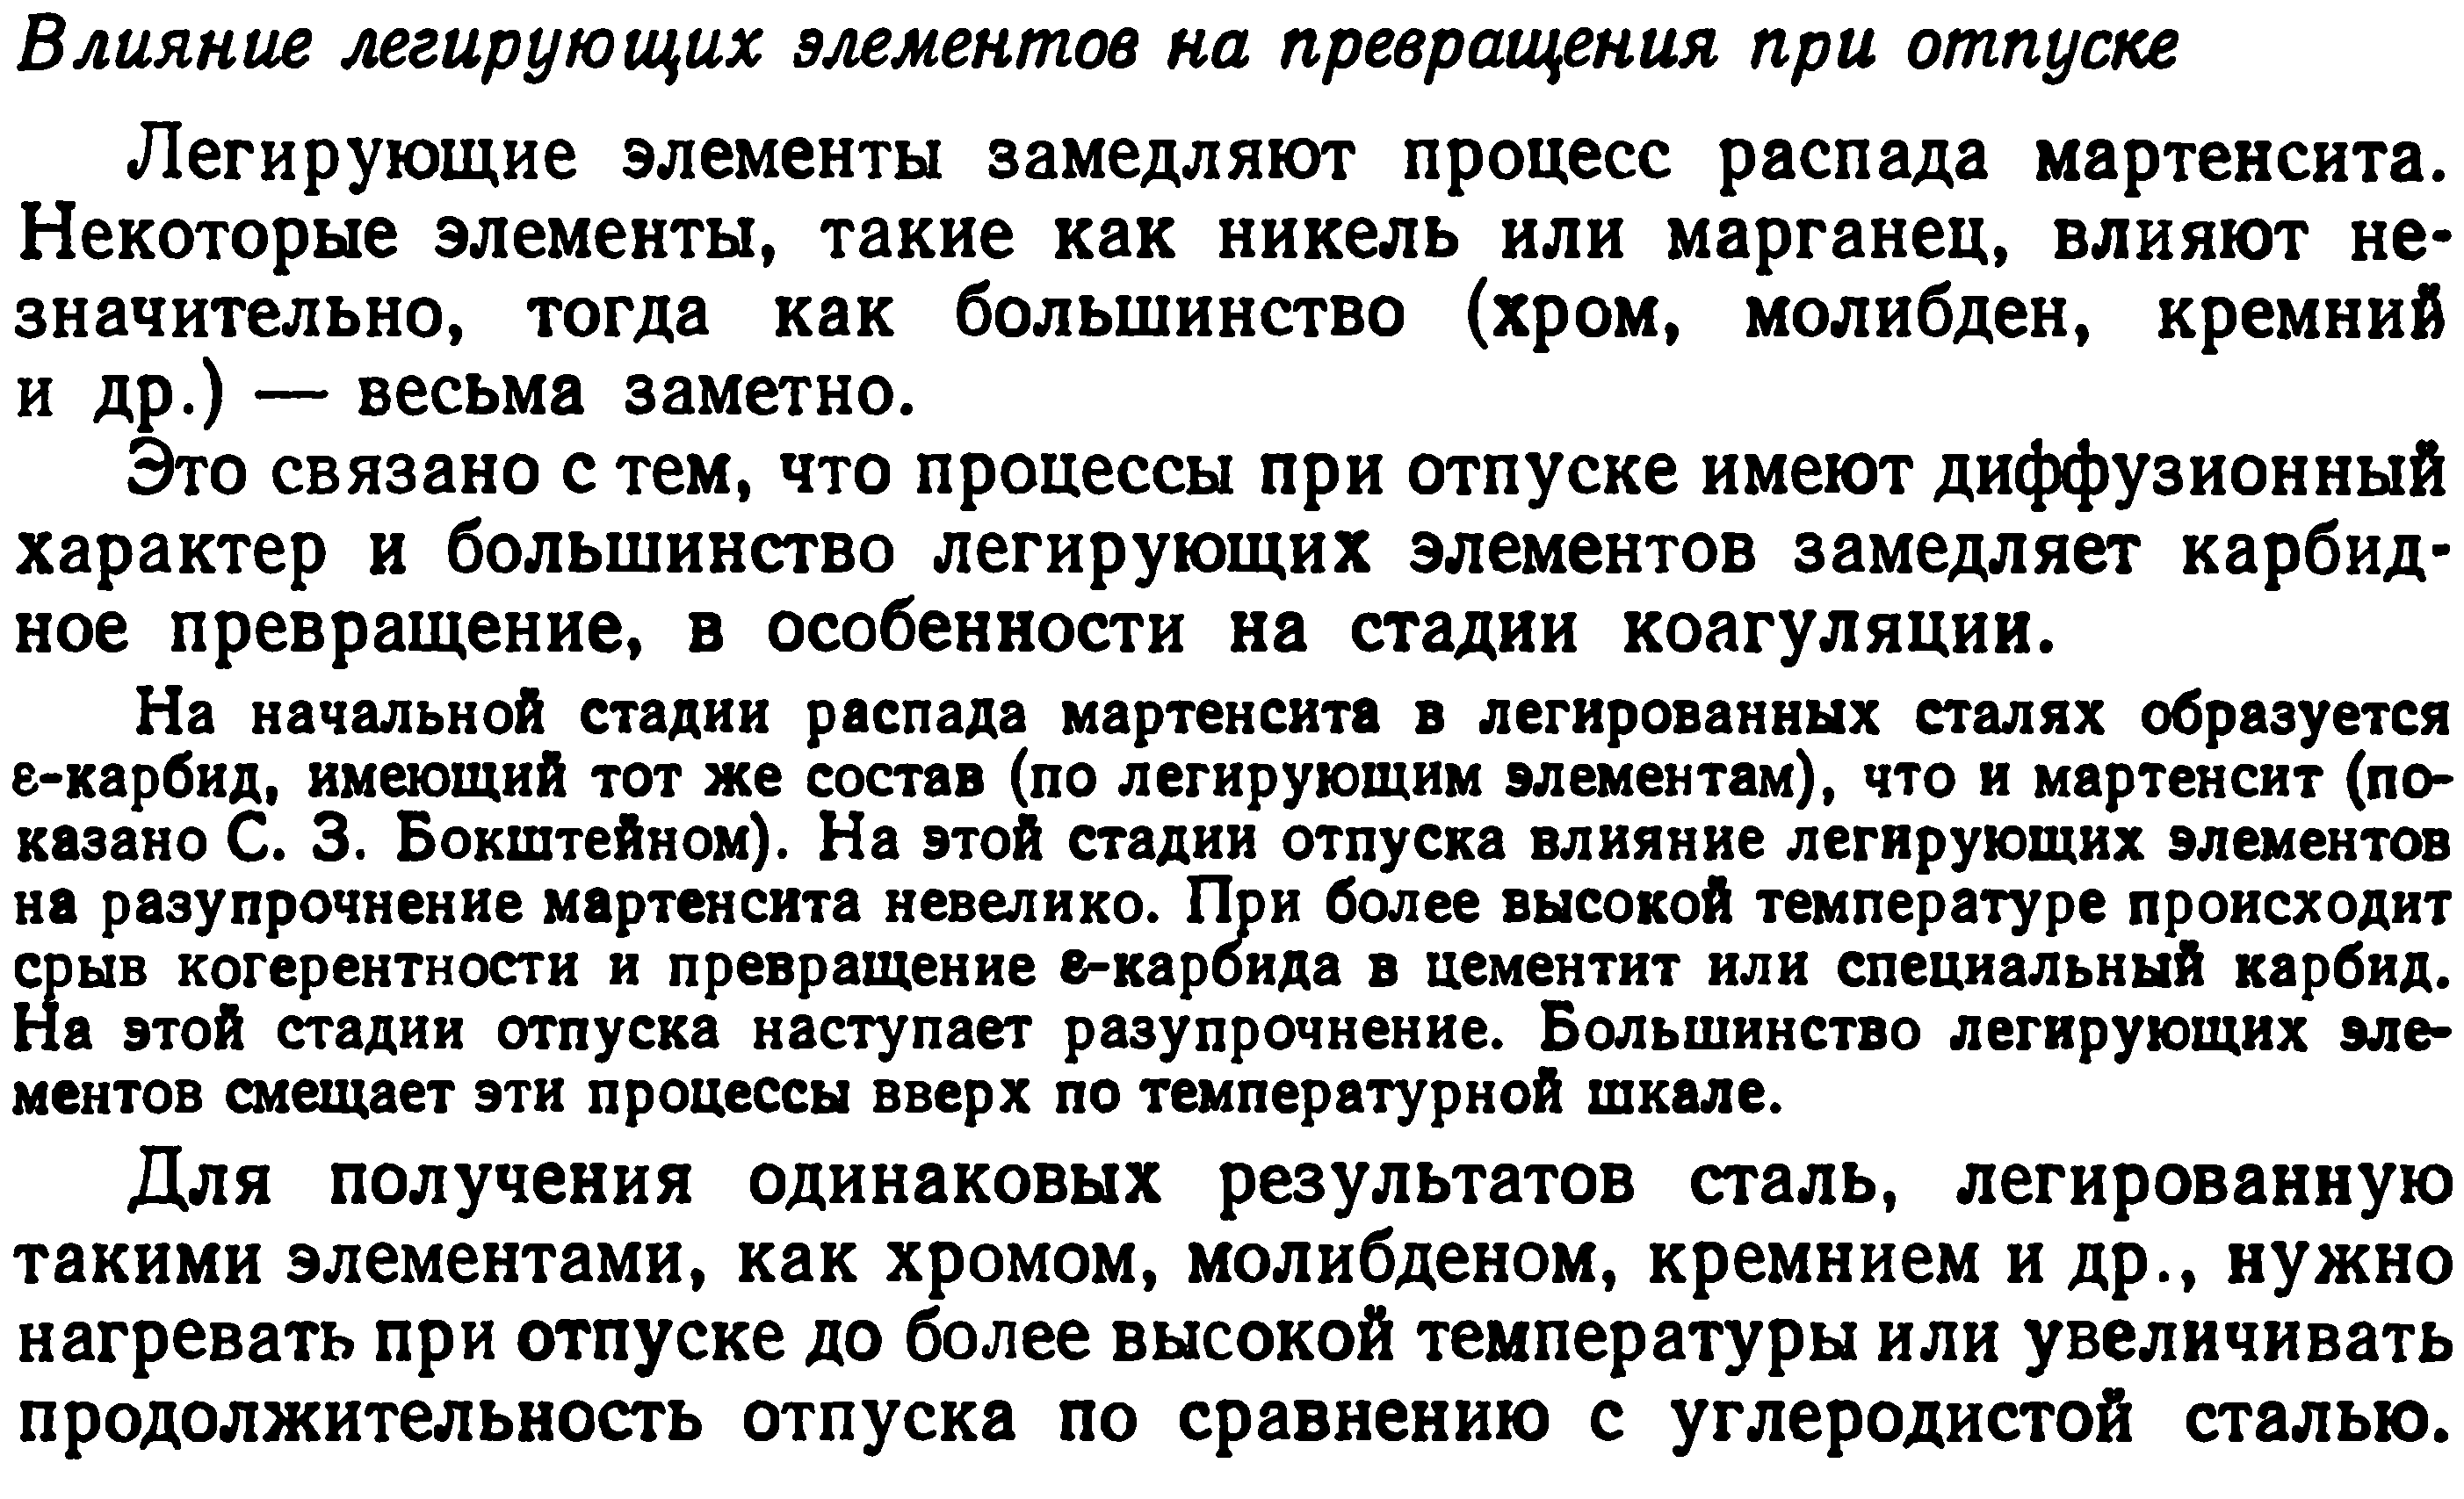 Влияние легирующих элементов на превращения при отпуске
Легирующие элементы замедляют процесс распада мартенсита.
Некоторые элементы, такие как никель или марганец, влияют не-
значительно, тогда как большинство (хром, молибден, кремний
и др.) — весьма заметно.
Это связано с тем, что процессы при отпуске имеют диффузионный
характер и большинство легирующих элементов замедляет карбид-
ное превращение, в особенности на стадии коагуляции.
На начальной стадии распада мартенсита в легированных сталях образуется
ε-карбид, имеющий тот же состав (по легирующим элементам), что и мартенсит (по-
казано С. З. Бокштейном). На этой стадии отпуска влияние легирующих элементов
на разупрочнение мартенсита невелико. При более высокой температуре происходит
срыв когерентности и превращение ε-карбида в цементит или специальный карбид.
На этой стадии отпуска наступает разупрочнение. Большинство легирующих эле-
ментов смещает эти процессы вверх по температурной шкале.
Для получения одинаковых результатов сталь, легированную
такими элементами, как хромом, молибденом, кремнием и др., нужно
нагревать при отпуске до более высокой температуры или увеличивать
продолжительность отпуска по сравнению с углеродистой сталью.